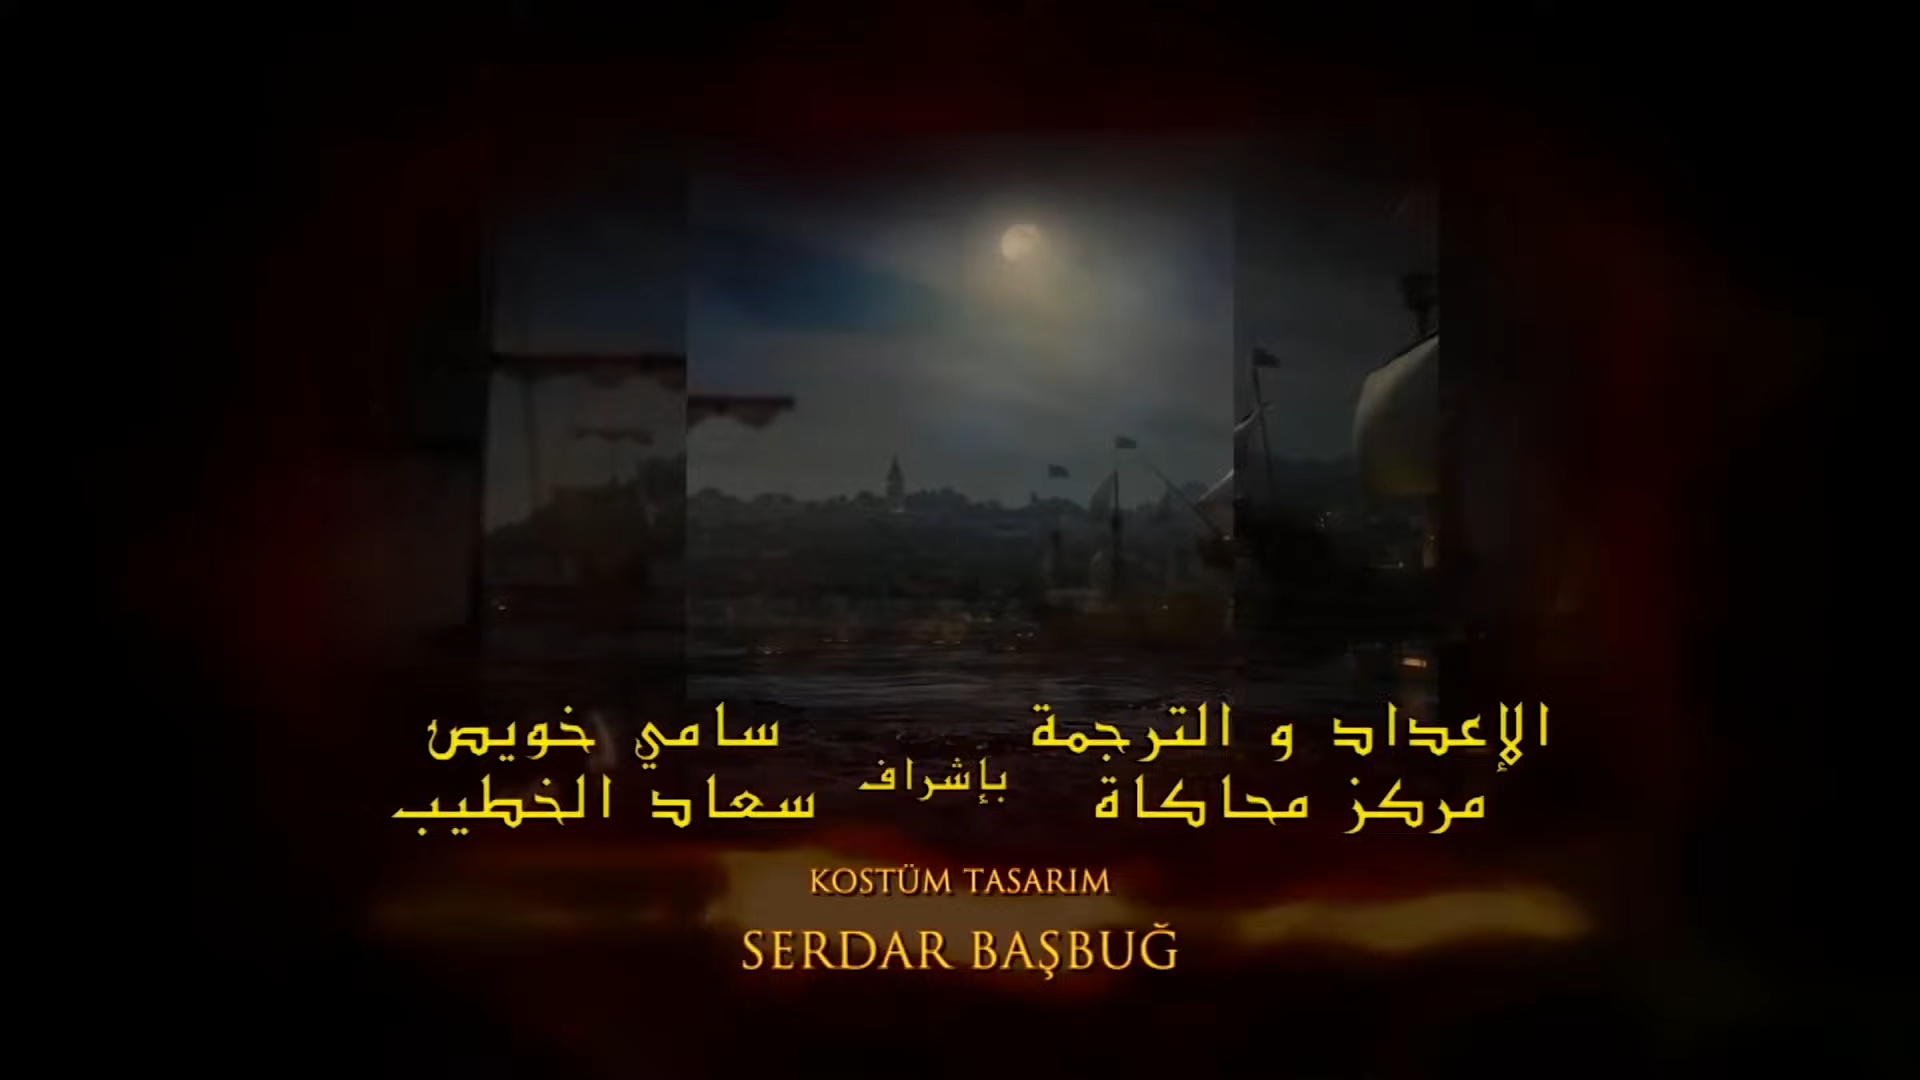 الإعداد و الترجمة
مركز محاكاة
بإشراف
سامي خويص
سعاد الخطيب
KOSTÜM TASARIM
SERDAR BAŞBUĞ